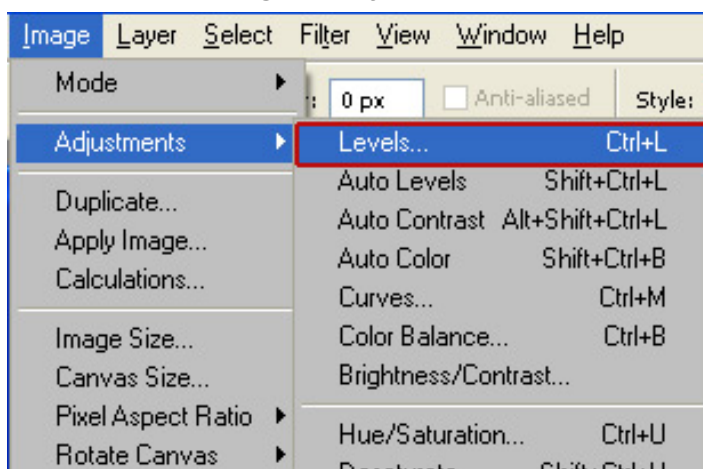 Image Layer Select Filter View Window Help
Mode
: 0 px Anti-aliased Style:
Adjustments
Levels... Ctrl+L
Auto Levels Shift+Ctrl+L
Auto Contrast Alt+Shift+Ctrl+L
Auto Color Shift+Ctrl+B
Curves... Ctrl+M
Color Balance... Ctrl+B
Brightness/Contrast...
Hue/Saturation... Ctrl+U
Duplicate...
Apply Image...
Calculations...
Image Size...
Canvas Size...
Pixel Aspect Ratio
Rotate Canvas